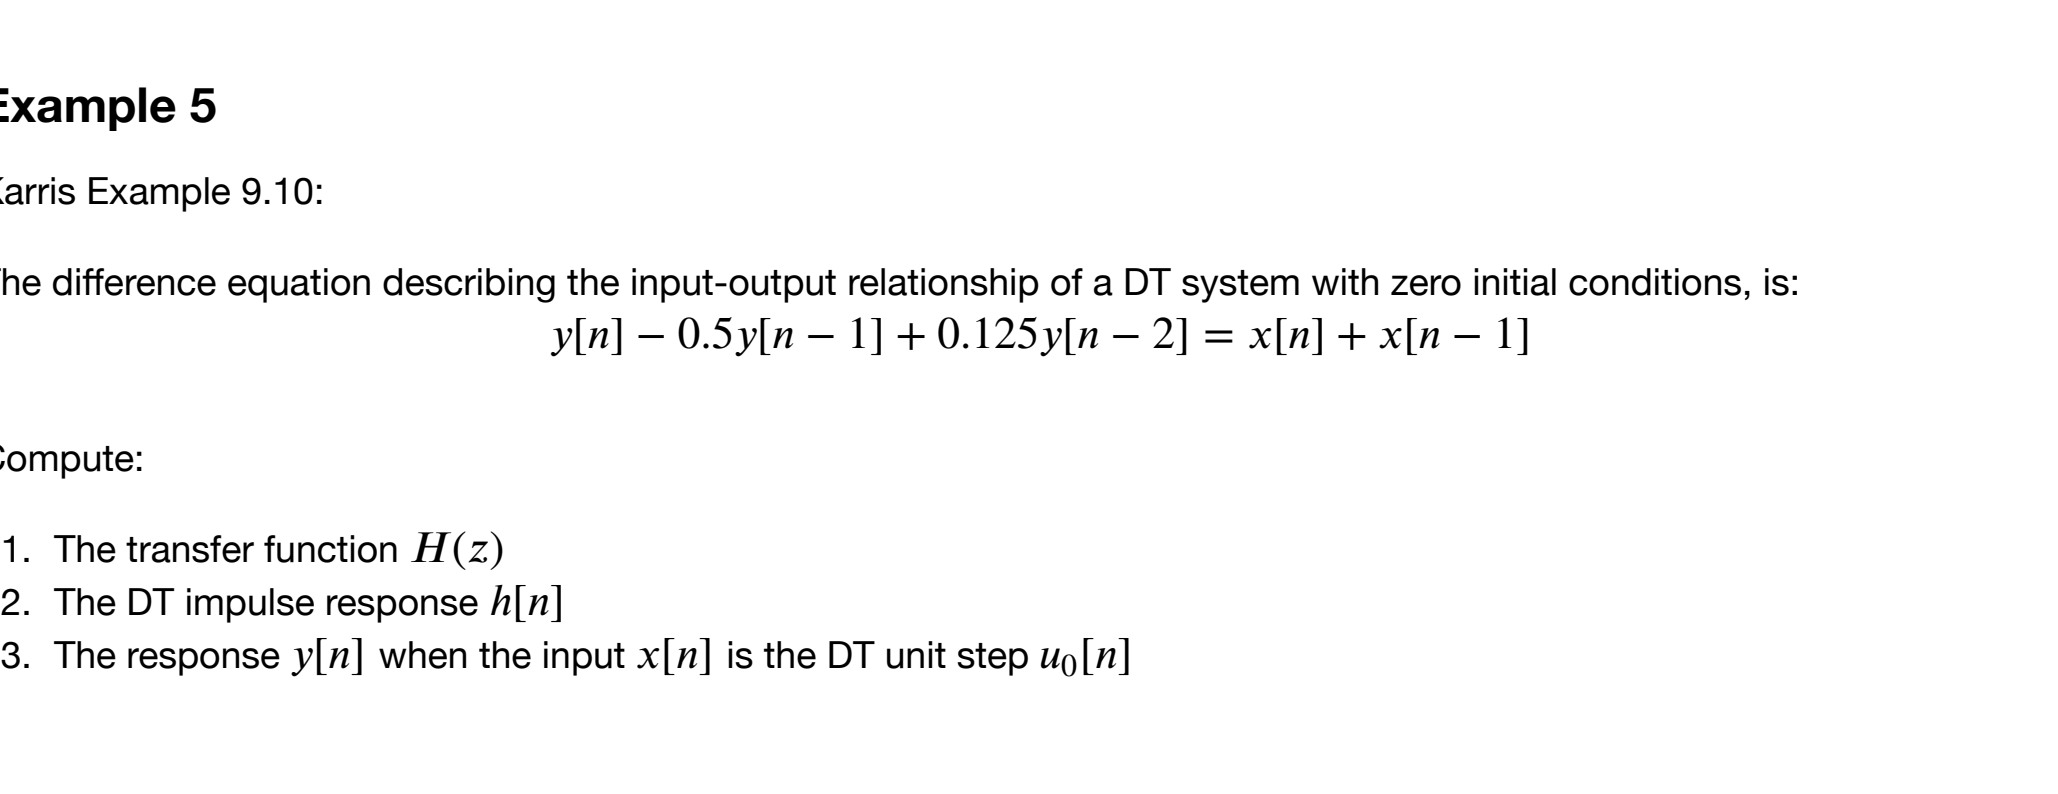 Example 5
Karris Example 9.10:
The difference equation describing the input-output relationship of a DT system with zero initial conditions, is:
y[n] − 0.5y[n − 1] + 0.125y[n − 2] = x[n] + x[n − 1]
Compute:
1. The transfer function H(z)
2. The DT impulse response h[n]
3. The response y[n] when the input x[n] is the DT unit step u₀[n]